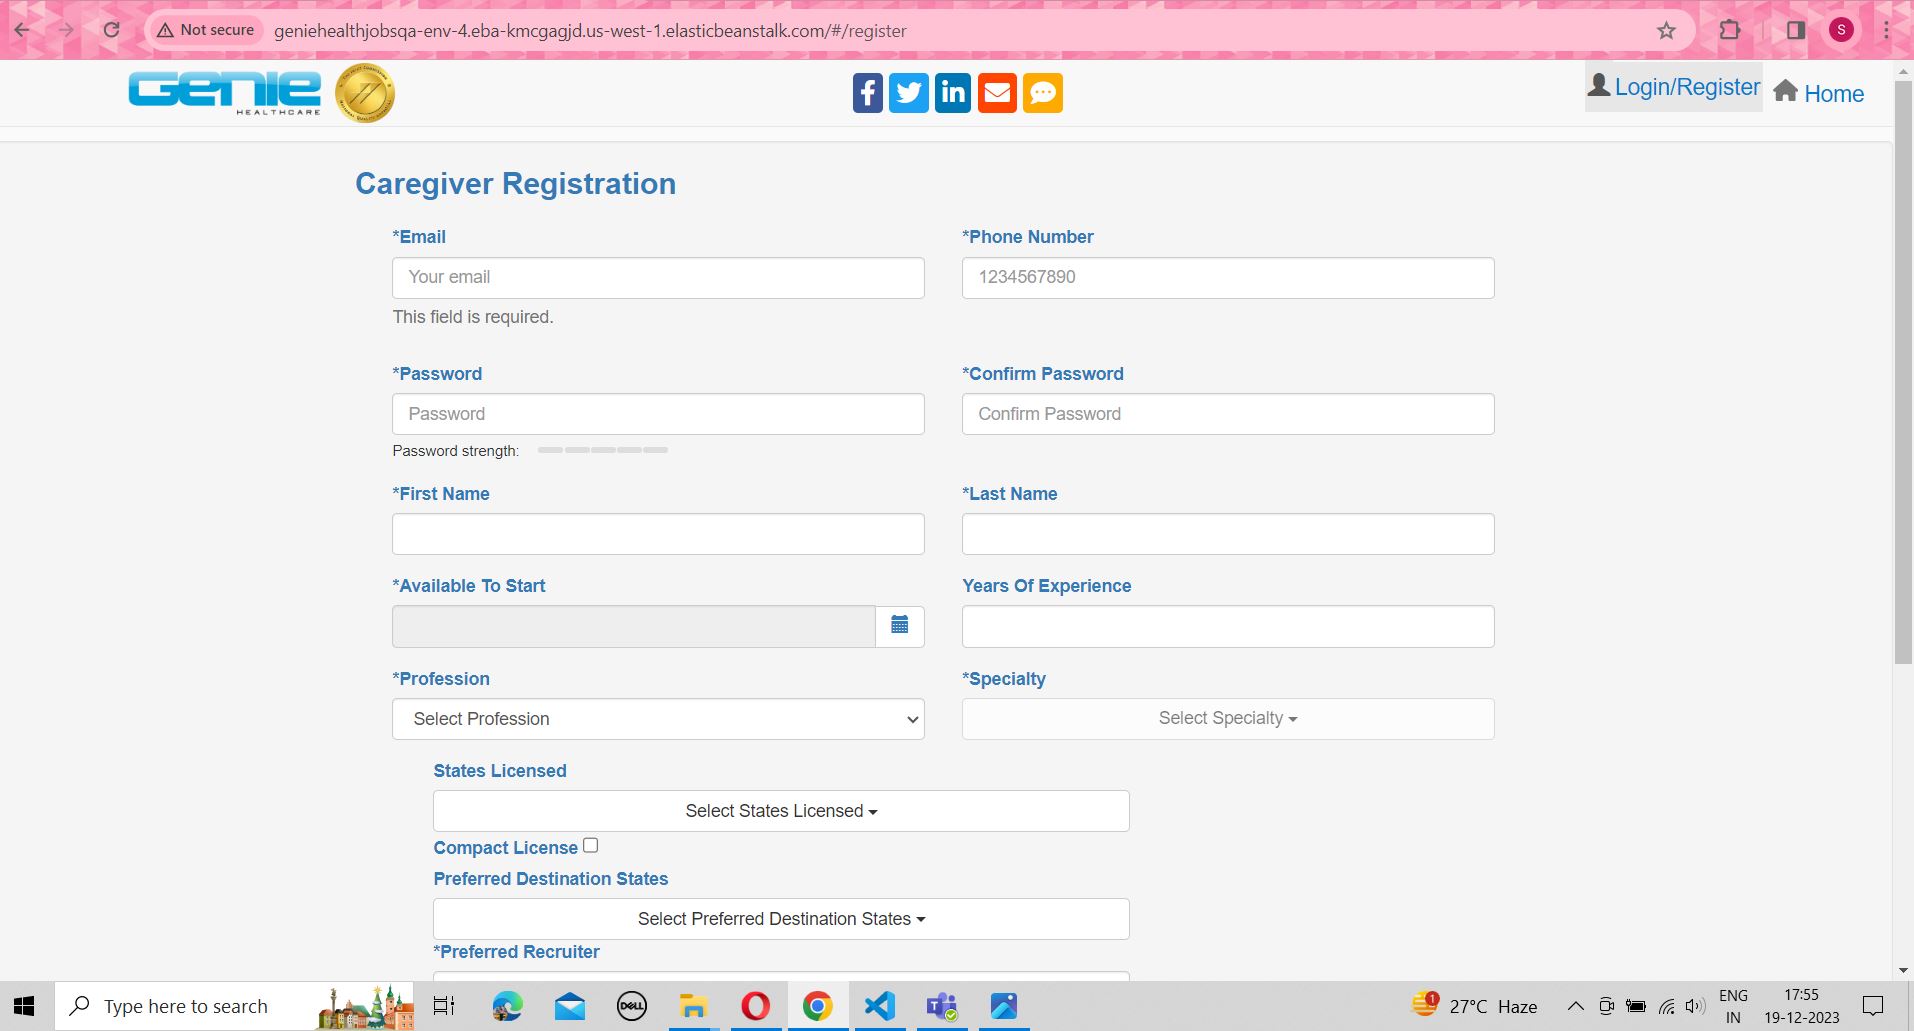 Not secure geniehealthjobsqa-env-4.eba-kmcgagjd.us-west-1.elasticbeanstalk.com/#/register S
GENIE
HEALTHCARE
Login/Register Home
Caregiver Registration
*Email *Phone Number
Your email 1234567890
This field is required.
*Password *Confirm Password
Password Confirm Password
Password strength:
*First Name *Last Name
*Available To Start Years Of Experience
*Profession *Specialty
Select Profession Select Specialty
States Licensed
Select States Licensed
Compact License
Preferred Destination States
Select Preferred Destination States
*Preferred Recruiter
Type here to search DELL 1 27°C Haze ENG IN 17:55 19-12-2023